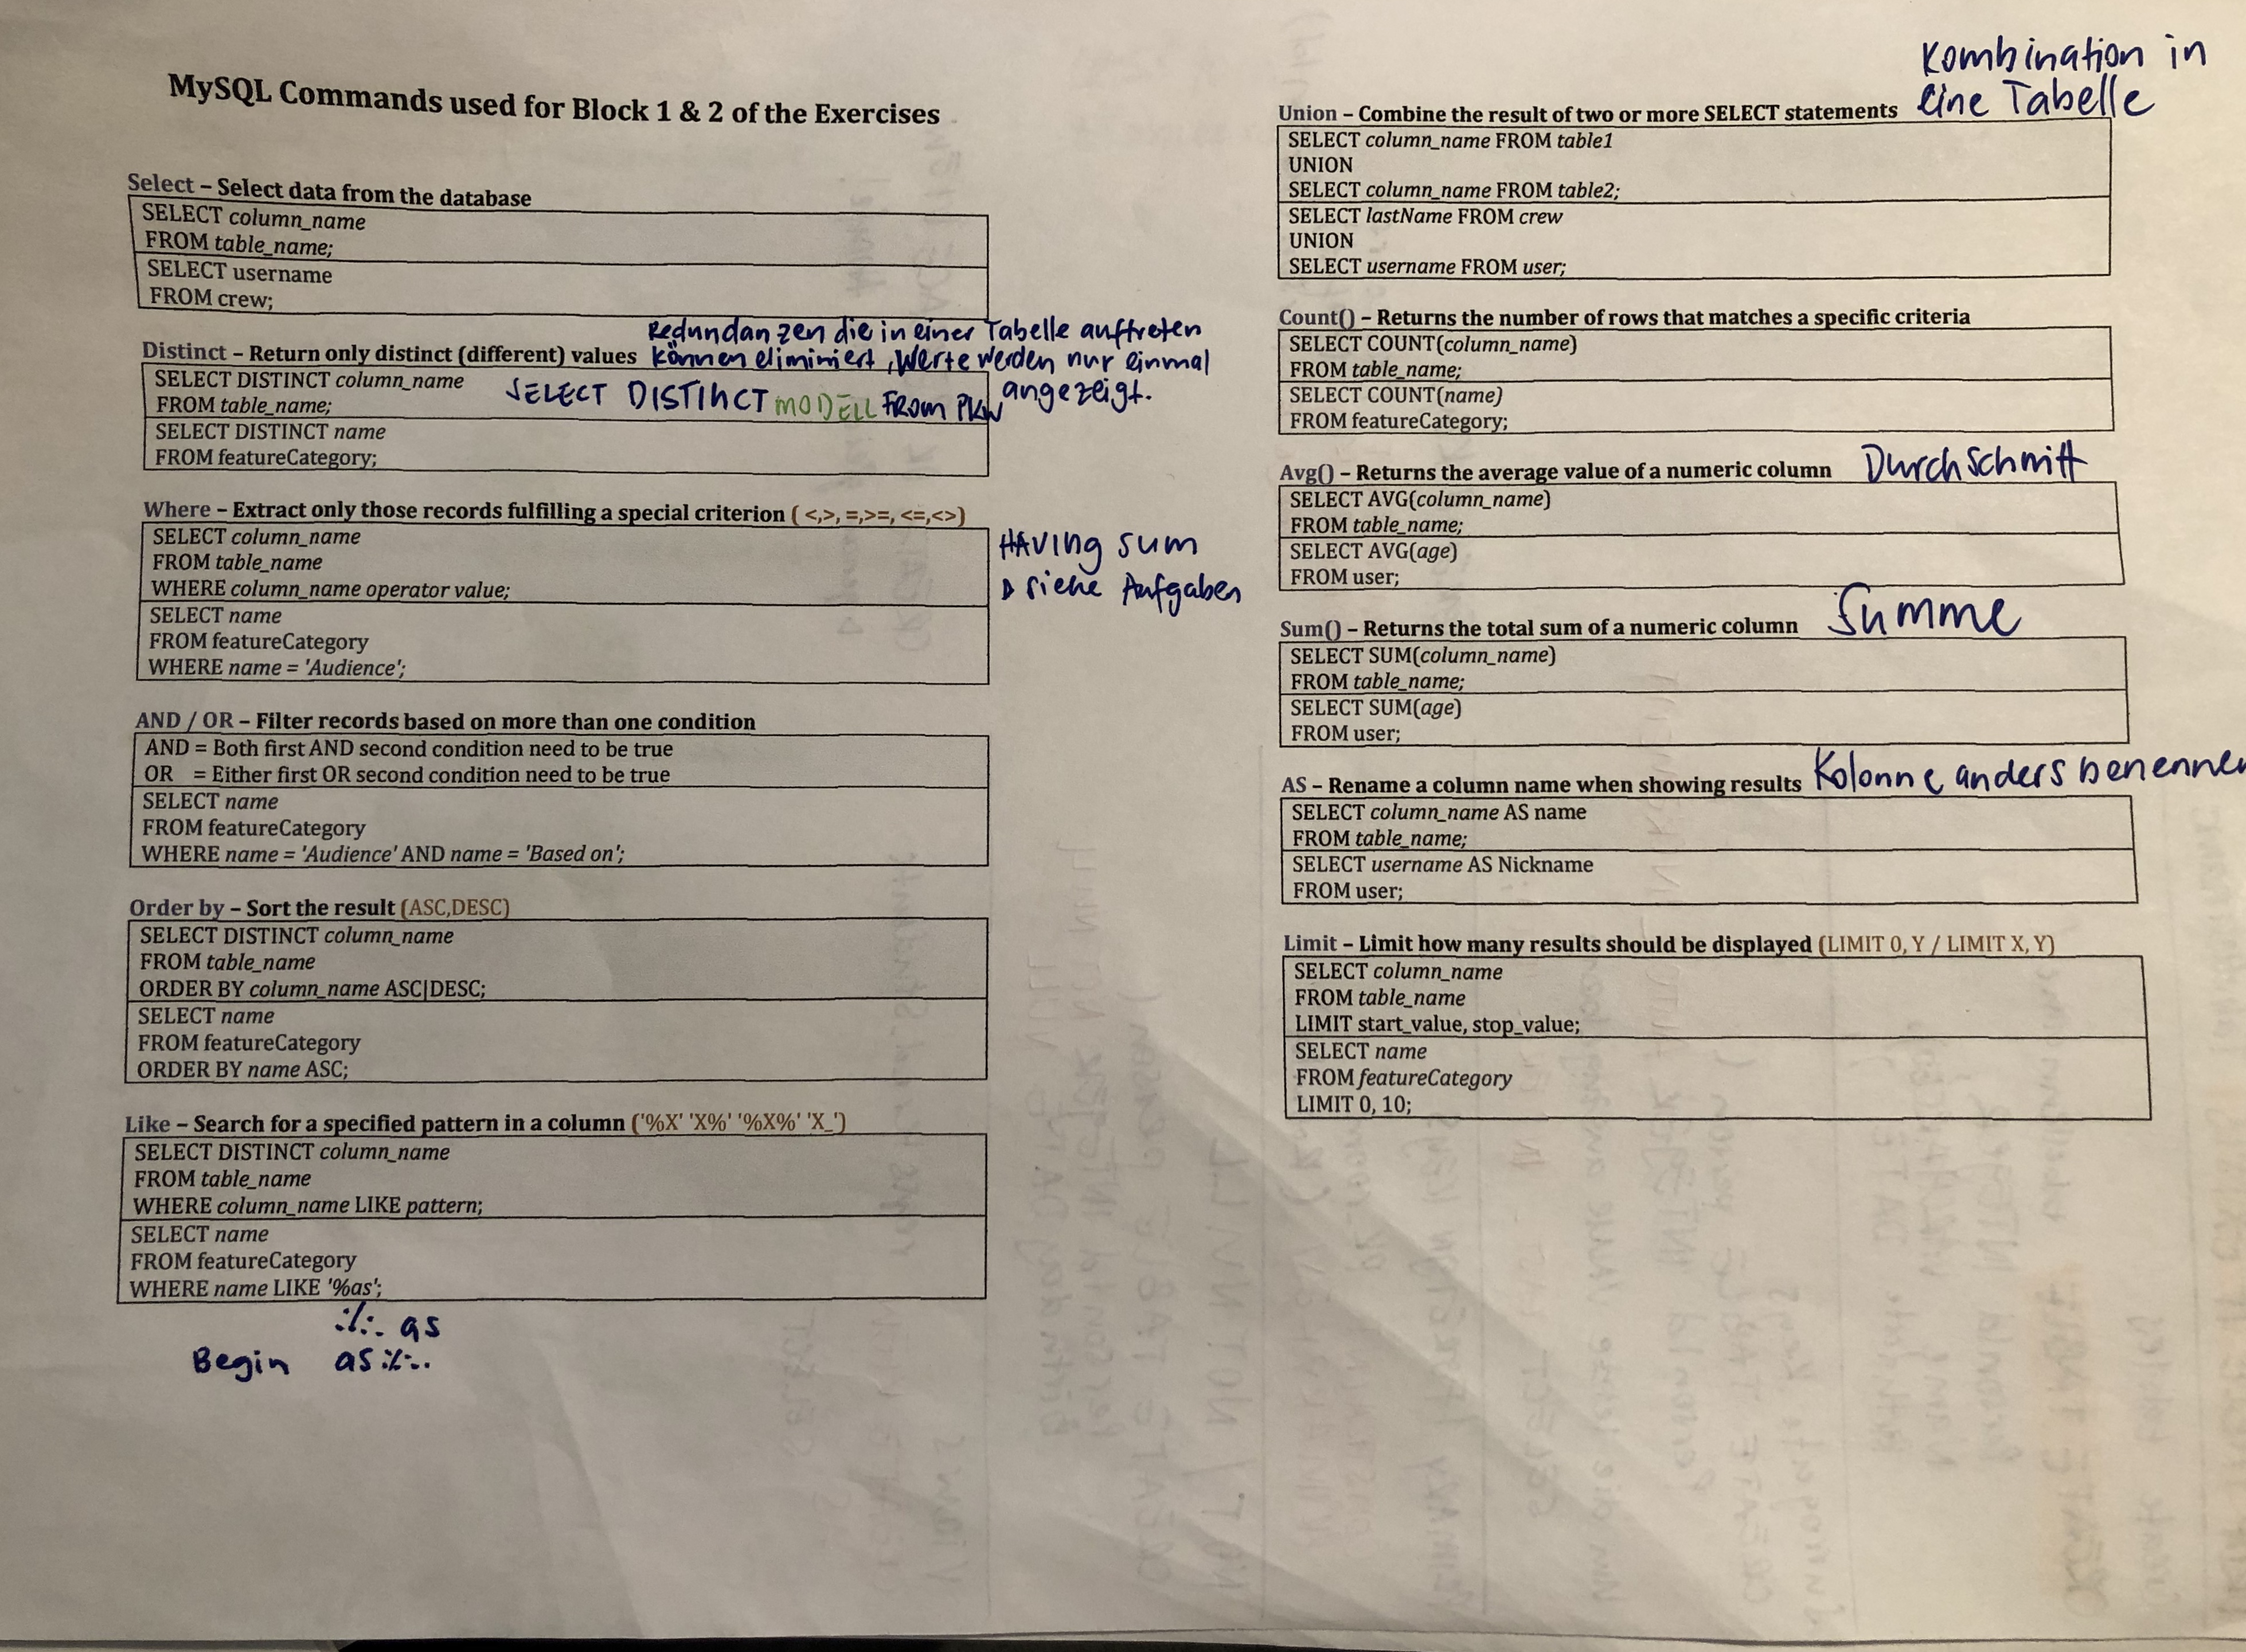 MySQL Commands used for Block 1 & 2 of the Exercises
Select – Select data from the database
SELECT column_name
FROM table_name;
SELECT username
FROM crew;
Redundanzen die in einer Tabelle auftreten
Distinct – Return only distinct (different) values können eliminiert, Werte werden nur einmal
angezeigt.
SELECT DISTINCT column_name
FROM table_name;
SELECT DISTINCT MODELL FROM PKW
SELECT DISTINCT name
FROM featureCategory;
Where – Extract only those records fulfilling a special criterion ( <,>, =,>=, <=,<>)
SELECT column_name
FROM table_name
WHERE column_name operator value;
SELECT name
FROM featureCategory
WHERE name = 'Audience';
HAVING sum
siehe Aufgaben
AND / OR – Filter records based on more than one condition
AND = Both first AND second condition need to be true
OR = Either first OR second condition need to be true
SELECT name
FROM featureCategory
WHERE name = 'Audience' AND name = 'Based on';
Order by – Sort the result (ASC,DESC)
SELECT DISTINCT column_name
FROM table_name
ORDER BY column_name ASC|DESC;
SELECT name
FROM featureCategory
ORDER BY name ASC;
Like – Search for a specified pattern in a column ('%X' 'X%' '%X%' 'X_')
SELECT DISTINCT column_name
FROM table_name
WHERE column_name LIKE pattern;
SELECT name
FROM featureCategory
WHERE name LIKE '%as';
% as
Begin as %
Kombination in
eine Tabelle
Union – Combine the result of two or more SELECT statements
SELECT column_name FROM table1
UNION
SELECT column_name FROM table2;
SELECT lastName FROM crew
UNION
SELECT username FROM user;
Count() – Returns the number of rows that matches a specific criteria
SELECT COUNT(column_name)
FROM table_name;
SELECT COUNT(name)
FROM featureCategory;
Avg() – Returns the average value of a numeric column Durchschnitt
SELECT AVG(column_name)
FROM table_name;
SELECT AVG(age)
FROM user;
Sum() – Returns the total sum of a numeric column Summe
SELECT SUM(column_name)
FROM table_name;
SELECT SUM(age)
FROM user;
AS – Rename a column name when showing results Kolonne anders benennen
SELECT column_name AS name
FROM table_name;
SELECT username AS Nickname
FROM user;
Limit – Limit how many results should be displayed (LIMIT 0, Y / LIMIT X, Y)
SELECT column_name
FROM table_name
LIMIT start_value, stop_value;
SELECT name
FROM featureCategory
LIMIT 0, 10;